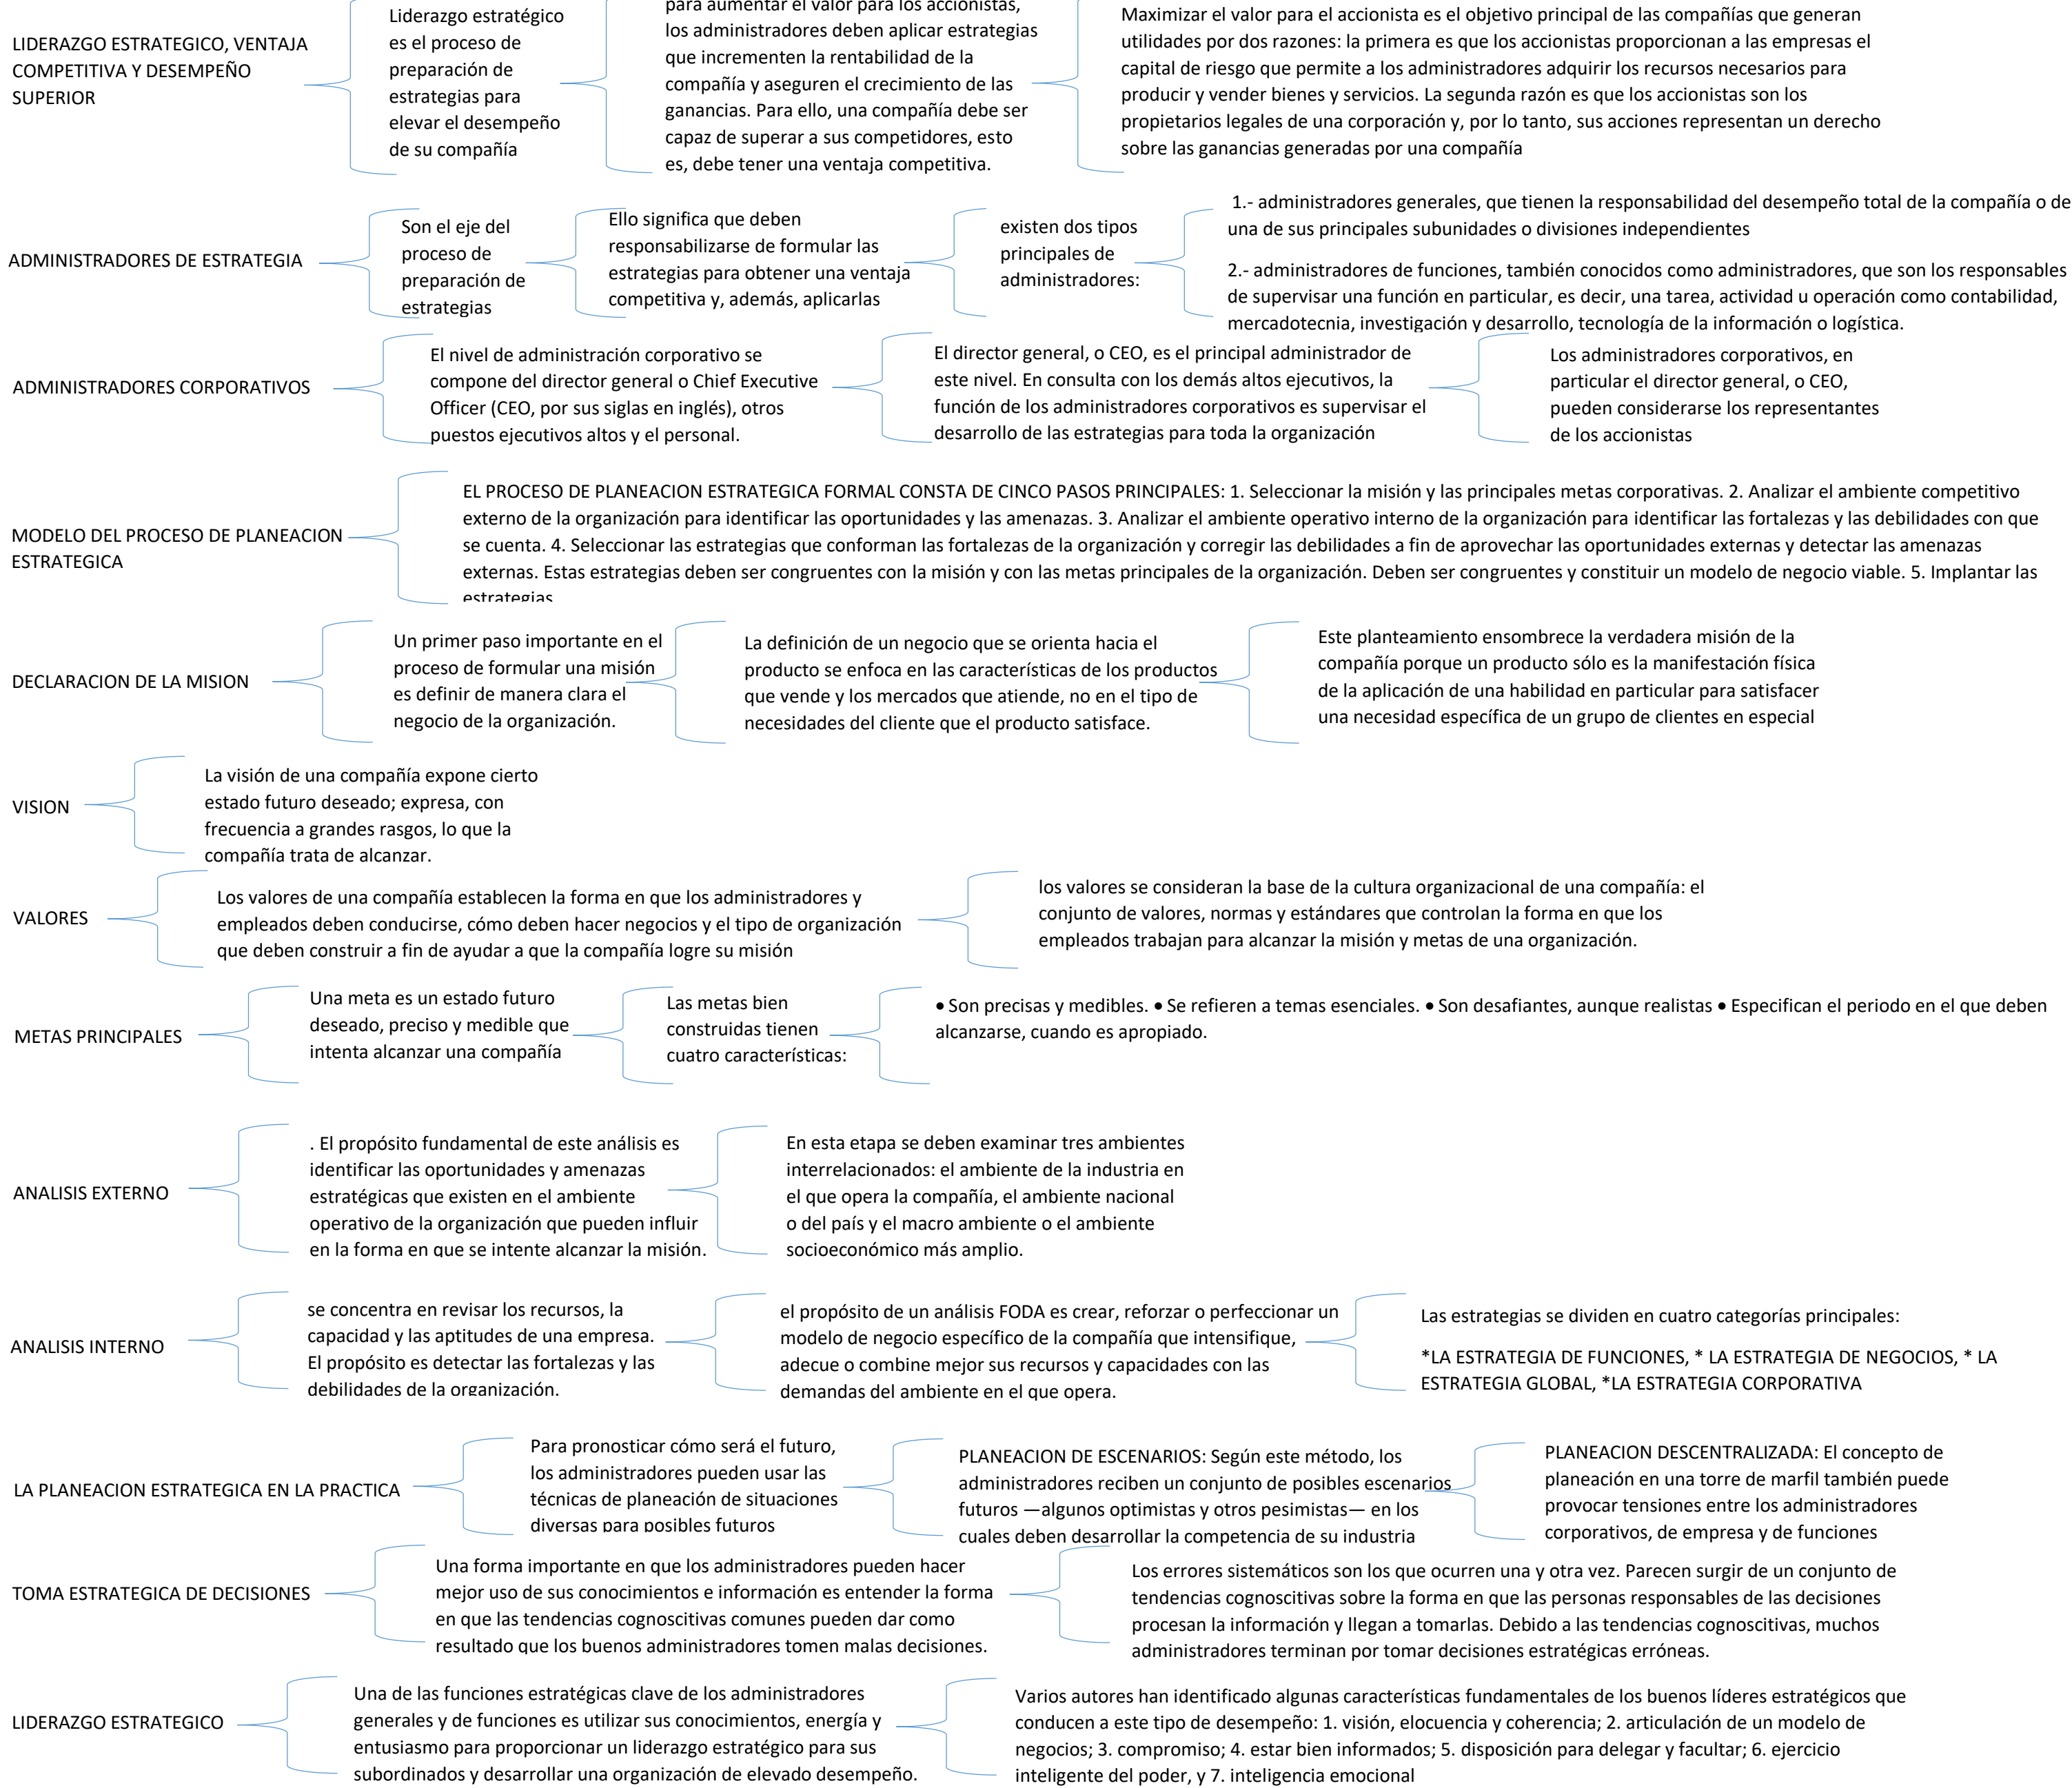 LIDERAZGO ESTRATEGICO, VENTAJA
COMPETITIVA Y DESEMPEÑO
SUPERIOR
Liderazgo estratégico
es el proceso de
preparación de
estrategias para
elevar el desempeño
de su compañía
para aumentar el valor para los accionistas,
los administradores deben aplicar estrategias
que incrementen la rentabilidad de la
compañía y aseguren el crecimiento de las
ganancias. Para ello, una compañía debe ser
capaz de superar a sus competidores, esto
es, debe tener una ventaja competitiva.
Maximizar el valor para el accionista es el objetivo principal de las compañías que generan
utilidades por dos razones: la primera es que los accionistas proporcionan a las empresas el
capital de riesgo que permite a los administradores adquirir los recursos necesarios para
producir y vender bienes y servicios. La segunda razón es que los accionistas son los
propietarios legales de una corporación y, por lo tanto, sus acciones representan un derecho
sobre las ganancias generadas por una compañía
ADMINISTRADORES DE ESTRATEGIA
Son el eje del
proceso de
preparación de
estrategias
Ello significa que deben
responsabilizarse de formular las
estrategias para obtener una ventaja
competitiva y, además, aplicarlas
existen dos tipos
principales de
administradores:
1.- administradores generales, que tienen la responsabilidad del desempeño total de la compañía o de
una de sus principales subunidades o divisiones independientes
2.- administradores de funciones, también conocidos como administradores, que son los responsables
de supervisar una función en particular, es decir, una tarea, actividad u operación como contabilidad,
mercadotecnia, investigación y desarrollo, tecnología de la información o logística.
ADMINISTRADORES CORPORATIVOS
El nivel de administración corporativo se
compone del director general o Chief Executive
Officer (CEO, por sus siglas en inglés), otros
puestos ejecutivos altos y el personal.
El director general, o CEO, es el principal administrador de
este nivel. En consulta con los demás altos ejecutivos, la
función de los administradores corporativos es supervisar el
desarrollo de las estrategias para toda la organización
Los administradores corporativos, en
particular el director general, o CEO,
pueden considerarse los representantes
de los accionistas
MODELO DEL PROCESO DE PLANEACION
ESTRATEGICA
EL PROCESO DE PLANEACION ESTRATEGICA FORMAL CONSTA DE CINCO PASOS PRINCIPALES: 1. Seleccionar la misión y las principales metas corporativas. 2. Analizar el ambiente competitivo
externo de la organización para identificar las oportunidades y las amenazas. 3. Analizar el ambiente operativo interno de la organización para identificar las fortalezas y las debilidades con que
se cuenta. 4. Seleccionar las estrategias que conforman las fortalezas de la organización y corregir las debilidades a fin de aprovechar las oportunidades externas y detectar las amenazas
externas. Estas estrategias deben ser congruentes con la misión y con las metas principales de la organización. Deben ser congruentes y constituir un modelo de negocio viable. 5. Implantar las
estrategias
DECLARACION DE LA MISION
Un primer paso importante en el
proceso de formular una misión
es definir de manera clara el
negocio de la organización.
La definición de un negocio que se orienta hacia el
producto se enfoca en las características de los productos
que vende y los mercados que atiende, no en el tipo de
necesidades del cliente que el producto satisface.
Este planteamiento ensombrece la verdadera misión de la
compañía porque un producto sólo es la manifestación física
de la aplicación de una habilidad en particular para satisfacer
una necesidad específica de un grupo de clientes en especial
VISION
La visión de una compañía expone cierto
estado futuro deseado; expresa, con
frecuencia a grandes rasgos, lo que la
compañía trata de alcanzar.
VALORES
Los valores de una compañía establecen la forma en que los administradores y
empleados deben conducirse, cómo deben hacer negocios y el tipo de organización
que deben construir a fin de ayudar a que la compañía logre su misión
los valores se consideran la base de la cultura organizacional de una compañía: el
conjunto de valores, normas y estándares que controlan la forma en que los
empleados trabajan para alcanzar la misión y metas de una organización.
METAS PRINCIPALES
Una meta es un estado futuro
deseado, preciso y medible que
intenta alcanzar una compañía
Las metas bien
construidas tienen
cuatro características:
• Son precisas y medibles. • Se refieren a temas esenciales. • Son desafiantes, aunque realistas • Especifican el periodo en el que deben
alcanzarse, cuando es apropiado.
ANALISIS EXTERNO
. El propósito fundamental de este análisis es
identificar las oportunidades y amenazas
estratégicas que existen en el ambiente
operativo de la organización que pueden influir
en la forma en que se intente alcanzar la misión.
En esta etapa se deben examinar tres ambientes
interrelacionados: el ambiente de la industria en
el que opera la compañía, el ambiente nacional
o del país y el macro ambiente o el ambiente
socioeconómico más amplio.
ANALISIS INTERNO
se concentra en revisar los recursos, la
capacidad y las aptitudes de una empresa.
El propósito es detectar las fortalezas y las
debilidades de la organización.
el propósito de un análisis FODA es crear, reforzar o perfeccionar un
modelo de negocio específico de la compañía que intensifique,
adecue o combine mejor sus recursos y capacidades con las
demandas del ambiente en el que opera.
Las estrategias se dividen en cuatro categorías principales:
*LA ESTRATEGIA DE FUNCIONES, * LA ESTRATEGIA DE NEGOCIOS, * LA
ESTRATEGIA GLOBAL, *LA ESTRATEGIA CORPORATIVA
LA PLANEACION ESTRATEGICA EN LA PRACTICA
Para pronosticar cómo será el futuro,
los administradores pueden usar las
técnicas de planeación de situaciones
diversas para posibles futuros
PLANEACION DE ESCENARIOS: Según este método, los
administradores reciben un conjunto de posibles escenarios
futuros —algunos optimistas y otros pesimistas— en los
cuales deben desarrollar la competencia de su industria
PLANEACION DESCENTRALIZADA: El concepto de
planeación en una torre de marfil también puede
provocar tensiones entre los administradores
corporativos, de empresa y de funciones
TOMA ESTRATEGICA DE DECISIONES
Una forma importante en que los administradores pueden hacer
mejor uso de sus conocimientos e información es entender la forma
en que las tendencias cognoscitivas comunes pueden dar como
resultado que los buenos administradores tomen malas decisiones.
Los errores sistemáticos son los que ocurren una y otra vez. Parecen surgir de un conjunto de
tendencias cognoscitivas sobre la forma en que las personas responsables de las decisiones
procesan la información y llegan a tomarlas. Debido a las tendencias cognoscitivas, muchos
administradores terminan por tomar decisiones estratégicas erróneas.
LIDERAZGO ESTRATEGICO
Una de las funciones estratégicas clave de los administradores
generales y de funciones es utilizar sus conocimientos, energía y
entusiasmo para proporcionar un liderazgo estratégico para sus
subordinados y desarrollar una organización de elevado desempeño.
Varios autores han identificado algunas características fundamentales de los buenos líderes estratégicos que
conducen a este tipo de desempeño: 1. visión, elocuencia y coherencia; 2. articulación de un modelo de
negocios; 3. compromiso; 4. estar bien informados; 5. disposición para delegar y facultar; 6. ejercicio
inteligente del poder, y 7. inteligencia emocional